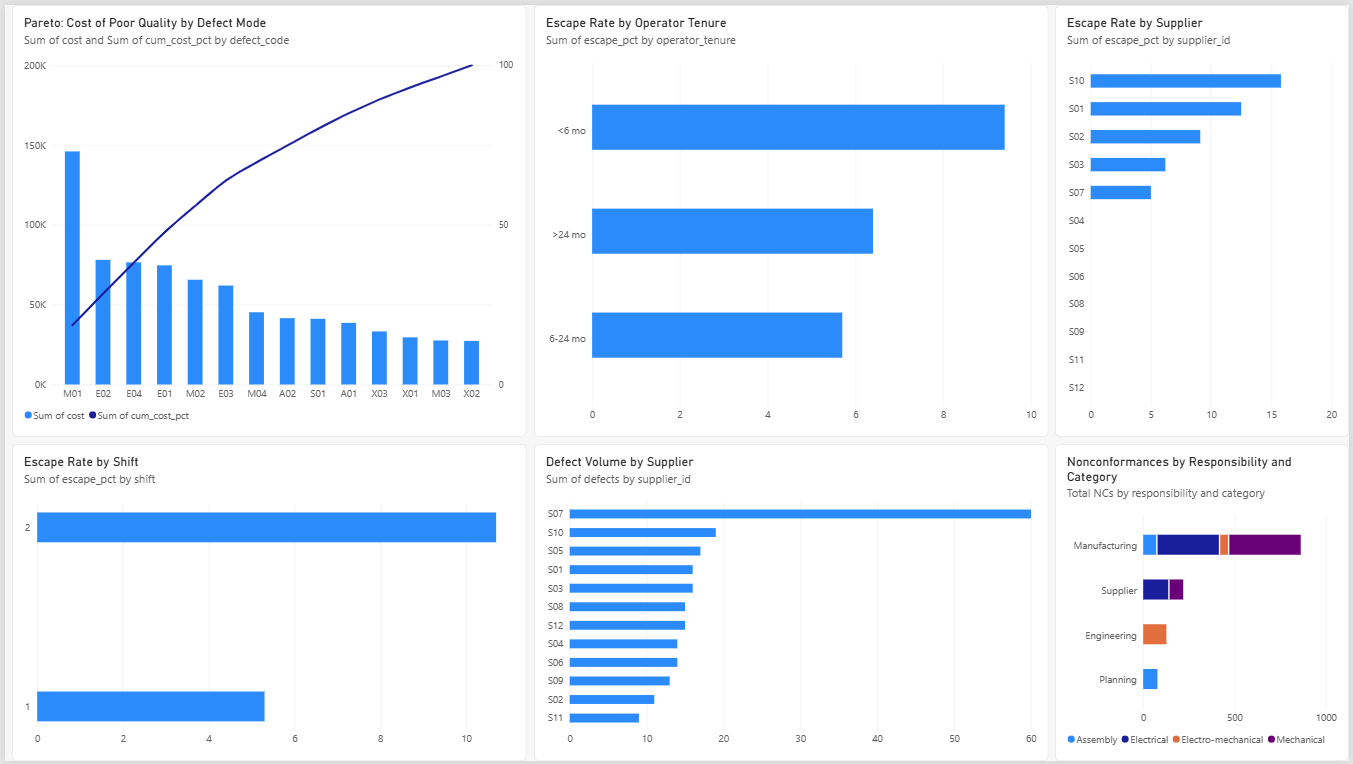 Pareto: Cost of Poor Quality by Defect Mode
Sum of cost and Sum of cum_cost_pct by defect_code
200K
150K
100K
50K
0K
100
50
0
M01 E02 E04 E01 M02 E03 M04 A02 S01 A01 X03 X01 M03 X02
Sum of cost Sum of cum_cost_pct
Escape Rate by Operator Tenure
Sum of escape_pct by operator_tenure
<6 mo
>24 mo
6-24 mo
0 2 4 6 8 10
Escape Rate by Supplier
Sum of escape_pct by supplier_id
S10
S01
S02
S03
S07
S04
S05
S06
S08
S09
S11
S12
0 5 10 15 20
Escape Rate by Shift
Sum of escape_pct by shift
2
1
0 2 4 6 8 10
Defect Volume by Supplier
Sum of defects by supplier_id
S07
S10
S05
S01
S03
S08
S12
S04
S06
S09
S02
S11
0 10 20 30 40 50 60
Nonconformances by Responsibility and
Category
Total NCs by responsibility and category
Manufacturing
Supplier
Engineering
Planning
0 500 1000
Assembly Electrical Electro-mechanical Mechanical